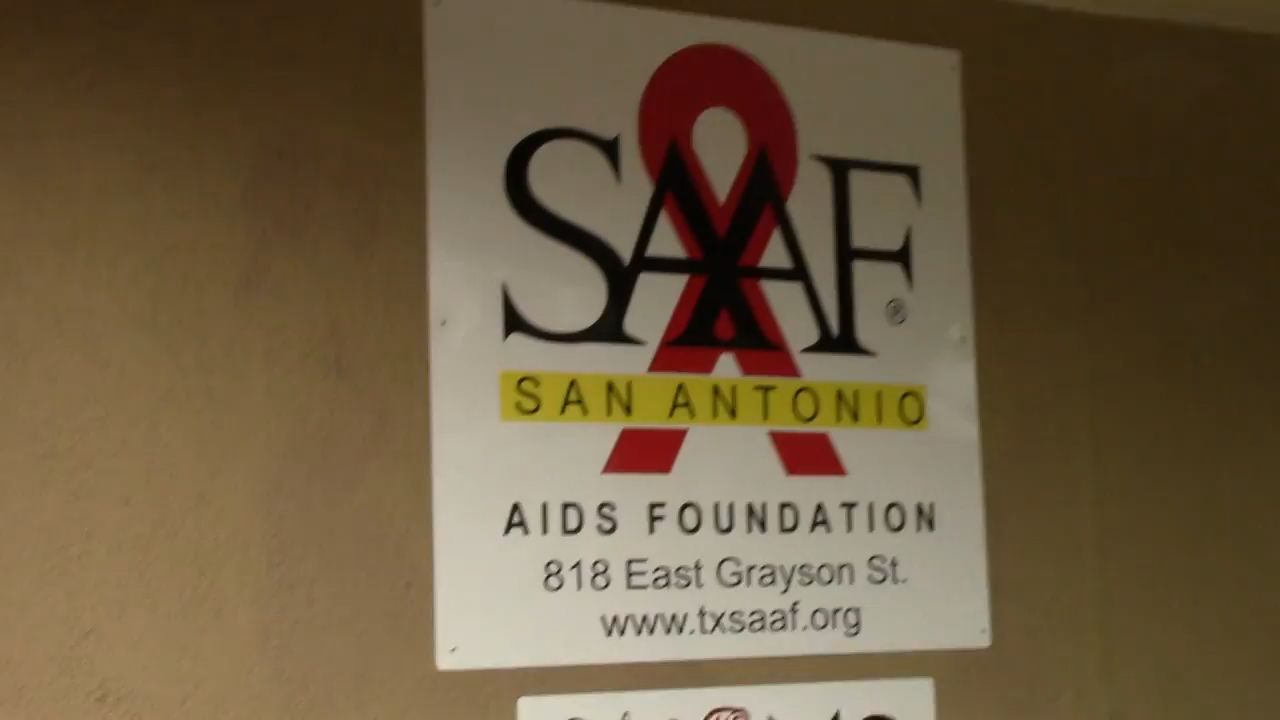 SAAF®
SAN ANTONIO
AIDS FOUNDATION
818 East Grayson St.
www.txsaaf.org